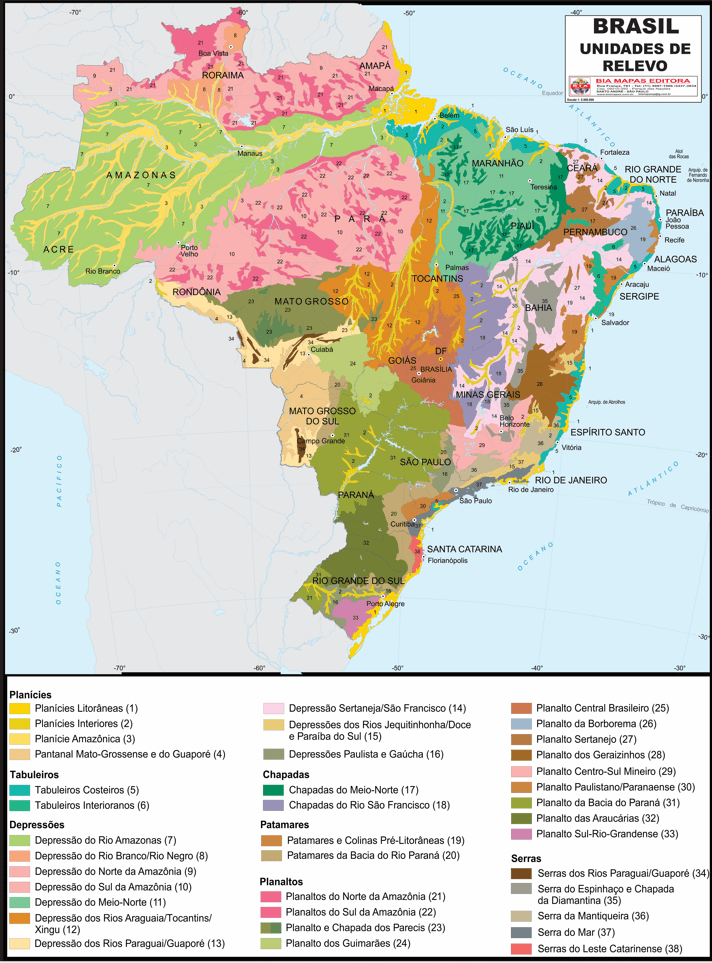 BRASIL
UNIDADES DE
RELEVO
BIA MAPAS EDITORA
-70°
-60°
-50°
-40°
Boa Vista
RORAIMA
AMAPÁ
Macapá
OCEANO
ATLÂNTICO
Equador
0°
0°
Belém
São Luís
Manaus
Fortaleza
Atol
das Rocas
MARANHÃO
CEARÁ
RIO GRANDE
DO NORTE
Arquip. de
Fernando
de Noronha
AMAZONAS
Teresina
Natal
PARÁ
PARAÍBA
João
Pessoa
PIAUÍ
PERNAMBUCO
Recife
ACRE
Porto
Velho
Rio Branco
Palmas
ALAGOAS
Maceió
-10°
-10°
TOCANTINS
Aracaju
SERGIPE
RONDÔNIA
MATO GROSSO
BAHIA
Salvador
Cuiabá
GOIÁS
DF
BRASÍLIA
Goiânia
MINAS GERAIS
Arquip. de Abrolhos
MATO GROSSO
DO SUL
Belo
Horizonte
ESPÍRITO SANTO
Campo Grande
Vitória
-20°
-20°
SÃO PAULO
RIO DE JANEIRO
Rio de Janeiro
PARANÁ
São Paulo
Trópico de Capricórnio
Curitiba
OCEANO
PACÍFICO
OCEANO
ATLÂNTICO
SANTA CATARINA
Florianópolis
RIO GRANDE DO SUL
Porto Alegre
-30°
-30°
-70°
-60°
-50°
-40°
-30°
Planícies
Planícies Litorâneas (1)
Planícies Interiores (2)
Planície Amazônica (3)
Pantanal Mato-Grossense e do Guaporé (4)
Tabuleiros
Tabuleiros Costeiros (5)
Tabuleiros Interioranos (6)
Depressões
Depressão do Rio Amazonas (7)
Depressão do Rio Branco/Rio Negro (8)
Depressão do Norte da Amazônia (9)
Depressão do Sul da Amazônia (10)
Depressão do Meio-Norte (11)
Depressão dos Rios Araguaia/Tocantins/
Xingu (12)
Depressão dos Rios Paraguai/Guaporé (13)
Depressão Sertaneja/São Francisco (14)
Depressões dos Rios Jequitinhonha/Doce
e Paraíba do Sul (15)
Depressões Paulista e Gaúcha (16)
Chapadas
Chapadas do Meio-Norte (17)
Chapadas do Rio São Francisco (18)
Patamares
Patamares e Colinas Pré-Litorâneas (19)
Patamares da Bacia do Rio Paraná (20)
Planaltos
Planaltos do Norte da Amazônia (21)
Planaltos do Sul da Amazônia (22)
Planalto e Chapada dos Parecis (23)
Planalto dos Guimarães (24)
Planalto Central Brasileiro (25)
Planalto da Borborema (26)
Planalto Sertanejo (27)
Planalto dos Geraizinhos (28)
Planalto Centro-Sul Mineiro (29)
Planalto Paulistano/Paranaense (30)
Planalto da Bacia do Paraná (31)
Planalto das Araucárias (32)
Planalto Sul-Rio-Grandense (33)
Serras
Serras dos Rios Paraguai/Guaporé (34)
Serra do Espinhaço e Chapada
da Diamantina (35)
Serra da Mantiqueira (36)
Serra do Mar (37)
Serras do Leste Catarinense (38)